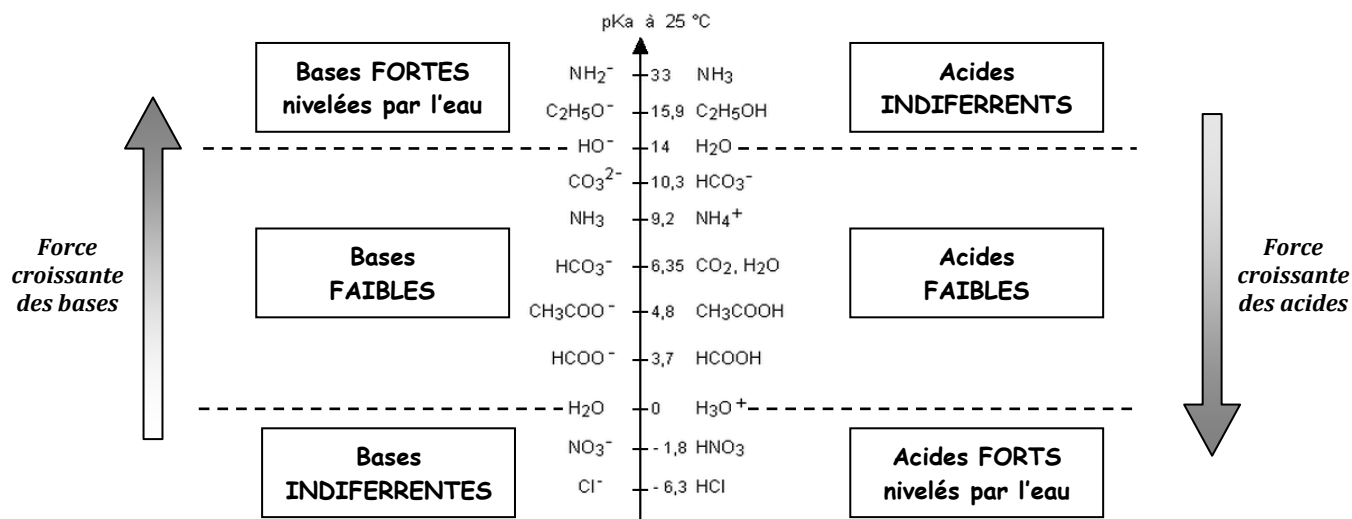 pKa à 25 °C
Bases FORTES
nivelées par l'eau
Acides
INDIFERRENTS
NH₂⁻ 33 NH₃
C₂H₅O⁻ 15,9 C₂H₅OH
HO⁻ 14 H₂O
CO₃²⁻ 10,3 HCO₃⁻
NH₃ 9,2 NH₄⁺
Force
croissante
des bases
Bases
FAIBLES
HCO₃⁻ 6,35 CO₂, H₂O
Acides
FAIBLES
Force
croissante
des acides
CH₃COO⁻ 4,8 CH₃COOH
HCOO⁻ 3,7 HCOOH
H₂O 0 H₃O⁺
Bases
INDIFERRENTES
NO₃⁻ - 1,8 HNO₃
Cl⁻ - 6,3 HCl
Acides FORTS
nivelés par l'eau